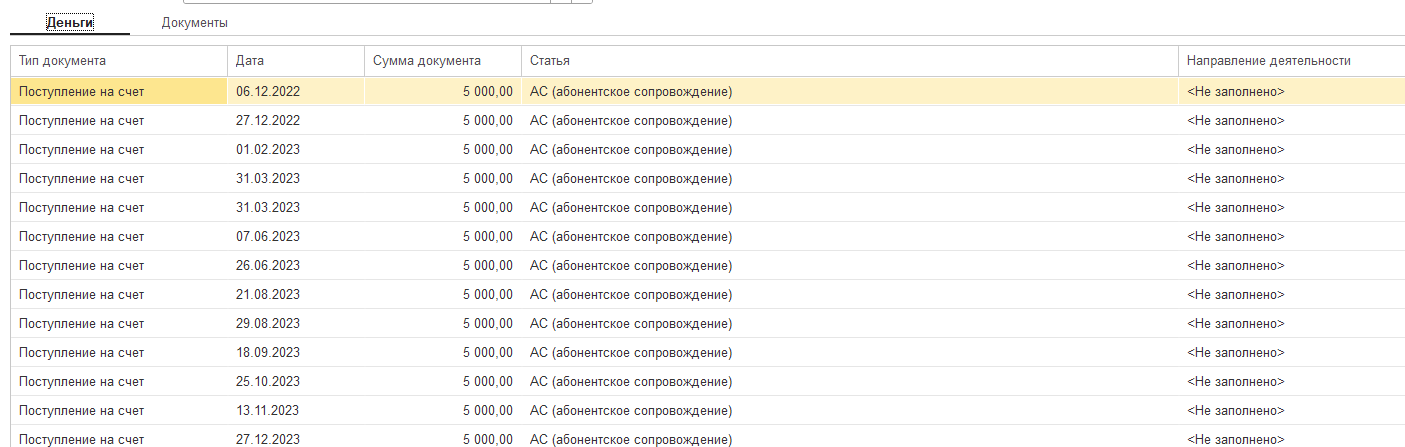 Деньги Документы
Тип документа Дата Сумма документа Статья Направление деятельности
Поступление на счет 06.12.2022 5 000,00 АС (абонентское сопровождение) <Не заполнено>
Поступление на счет 27.12.2022 5 000,00 АС (абонентское сопровождение) <Не заполнено>
Поступление на счет 01.02.2023 5 000,00 АС (абонентское сопровождение) <Не заполнено>
Поступление на счет 31.03.2023 5 000,00 АС (абонентское сопровождение) <Не заполнено>
Поступление на счет 31.03.2023 5 000,00 АС (абонентское сопровождение) <Не заполнено>
Поступление на счет 07.06.2023 5 000,00 АС (абонентское сопровождение) <Не заполнено>
Поступление на счет 26.06.2023 5 000,00 АС (абонентское сопровождение) <Не заполнено>
Поступление на счет 21.08.2023 5 000,00 АС (абонентское сопровождение) <Не заполнено>
Поступление на счет 29.08.2023 5 000,00 АС (абонентское сопровождение) <Не заполнено>
Поступление на счет 18.09.2023 5 000,00 АС (абонентское сопровождение) <Не заполнено>
Поступление на счет 25.10.2023 5 000,00 АС (абонентское сопровождение) <Не заполнено>
Поступление на счет 13.11.2023 5 000,00 АС (абонентское сопровождение) <Не заполнено>
Поступление на счет 27.12.2023 5 000,00 АС (абонентское сопровождение) <Не заполнено>